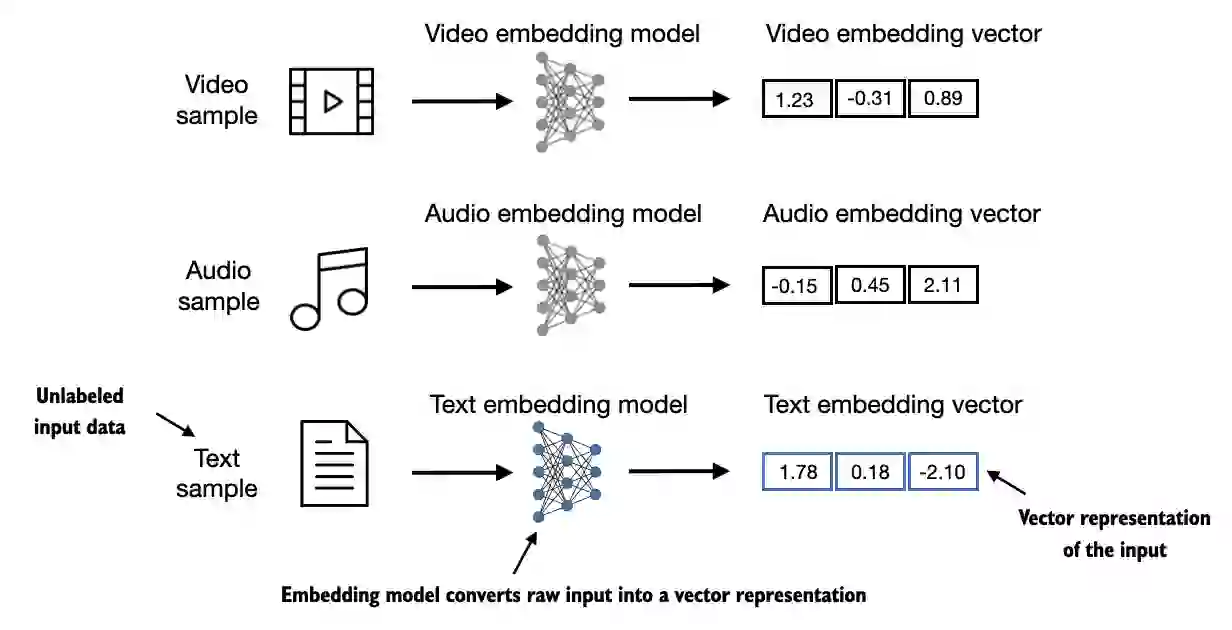 Video embedding model
Video embedding vector
Video
sample
1.23
-0.31
0.89
Audio embedding model
Audio embedding vector
Audio
sample
-0.15
0.45
2.11
Unlabeled
input data
Text embedding model
Text embedding vector
Text
sample
1.78
0.18
-2.10
Vector representation
of the input
Embedding model converts raw input into a vector representation